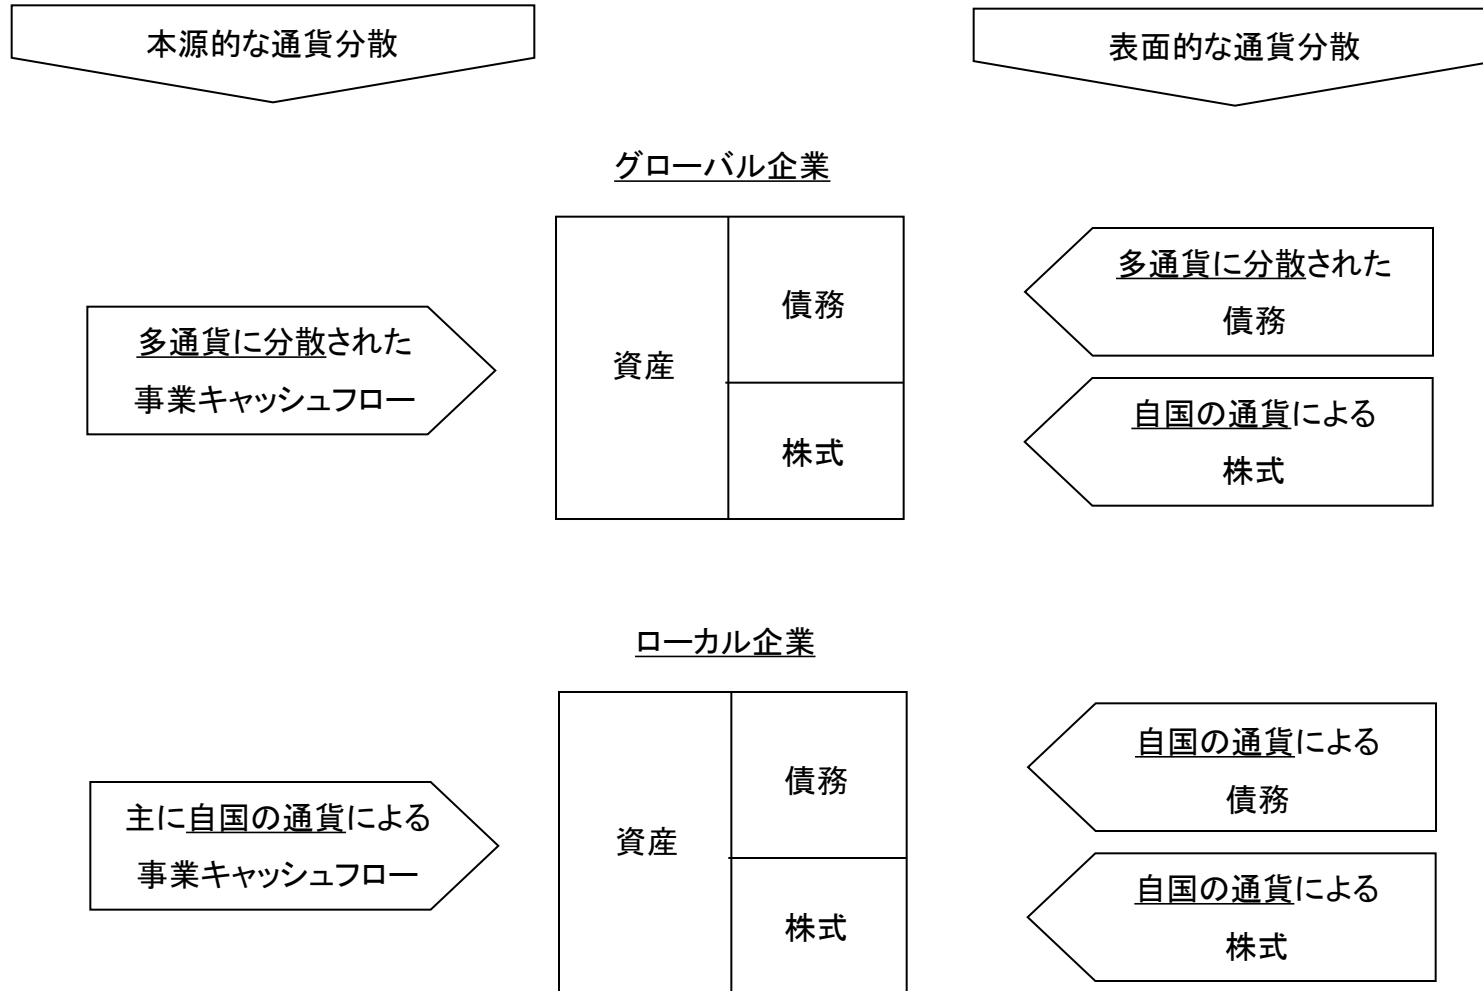 本源的な通貨分散
表面的な通貨分散
グローバル企業
多通貨に分散された
事業キャッシュフロー
資産
債務
株式
多通貨に分散された
債務
自国の通貨による
株式
ローカル企業
主に自国の通貨による
事業キャッシュフロー
資産
債務
株式
自国の通貨による
債務
自国の通貨による
株式